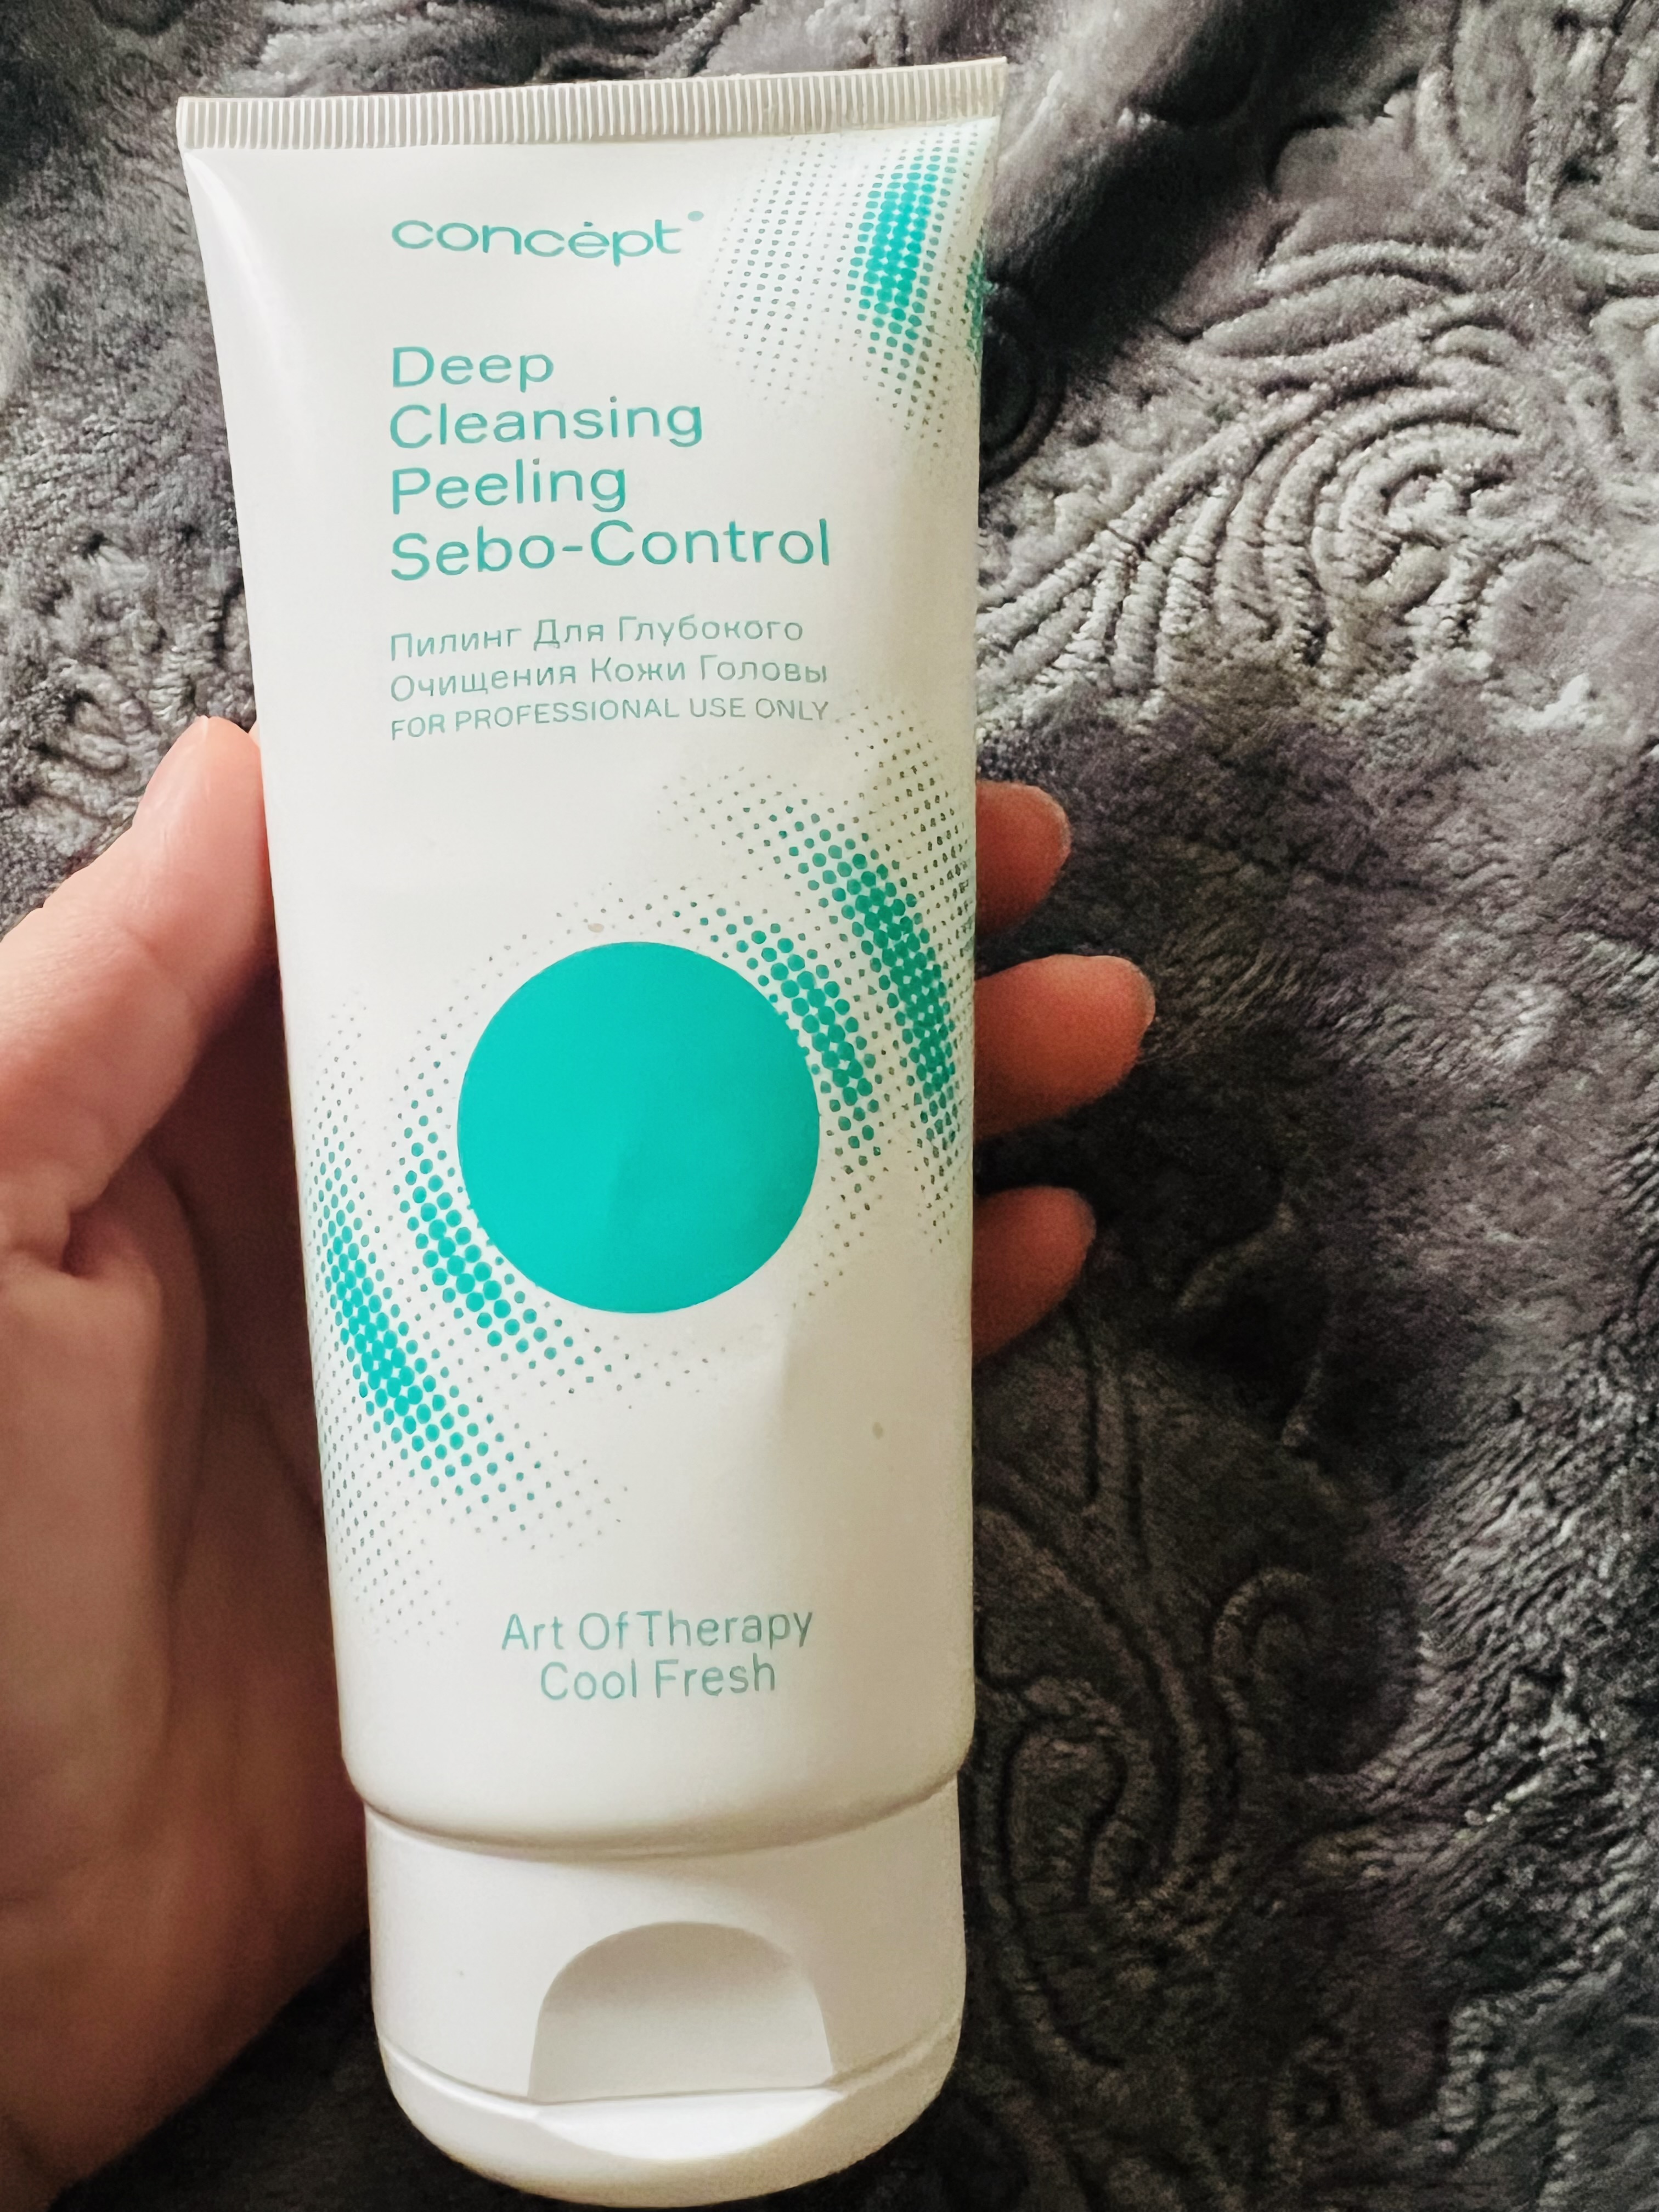 concept
Deep
Cleansing
Peeling
Sebo-Control
Пилинг Для Глубокого
Очищения Кожи Головы
FOR PROFESSIONAL USE ONLY
Art Of Therapy
Cool Fresh